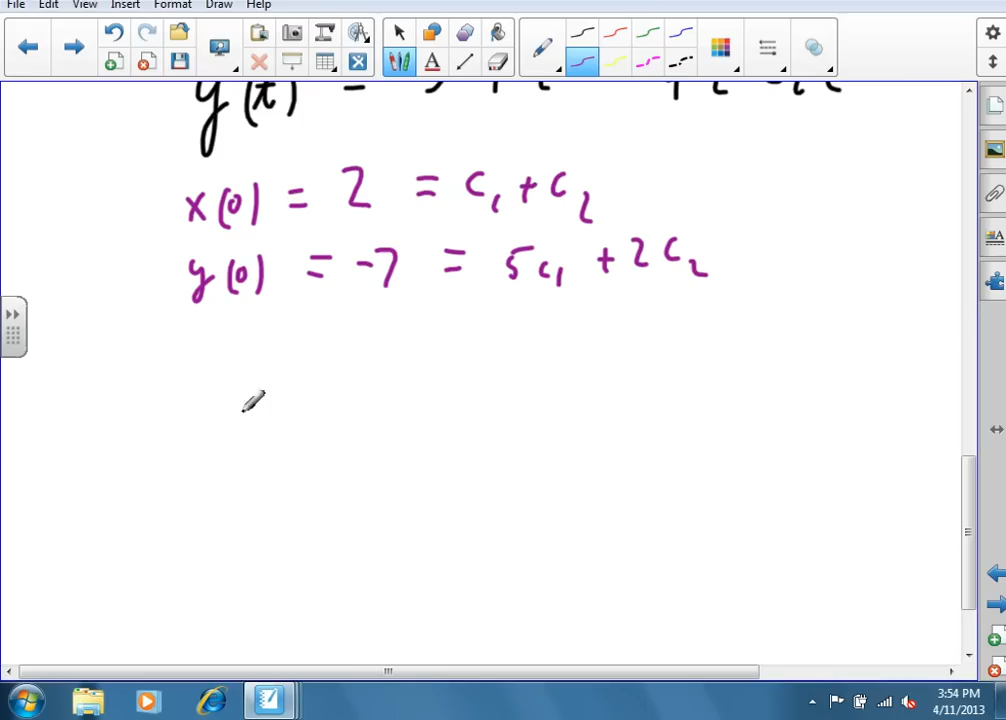 File Edit View Insert Format Draw Help
y(t) =
x(0) = 2 = c₁ + c₂
y(0) = -7 = 5c₁ + 2c₂
3:54 PM
4/11/2013